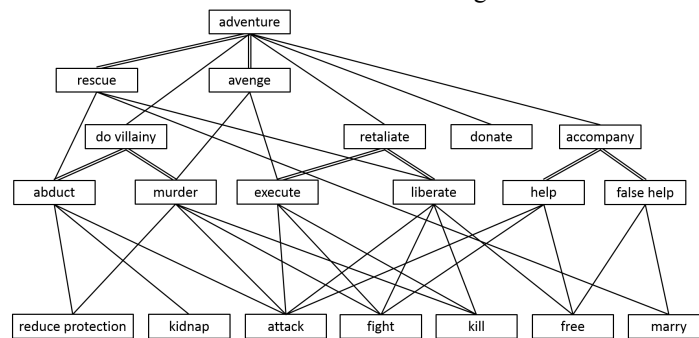 adventure
rescue
avenge
do villainy
retaliate
donate
accompany
abduct
murder
execute
liberate
help
false help
reduce protection
kidnap
attack
fight
kill
free
marry